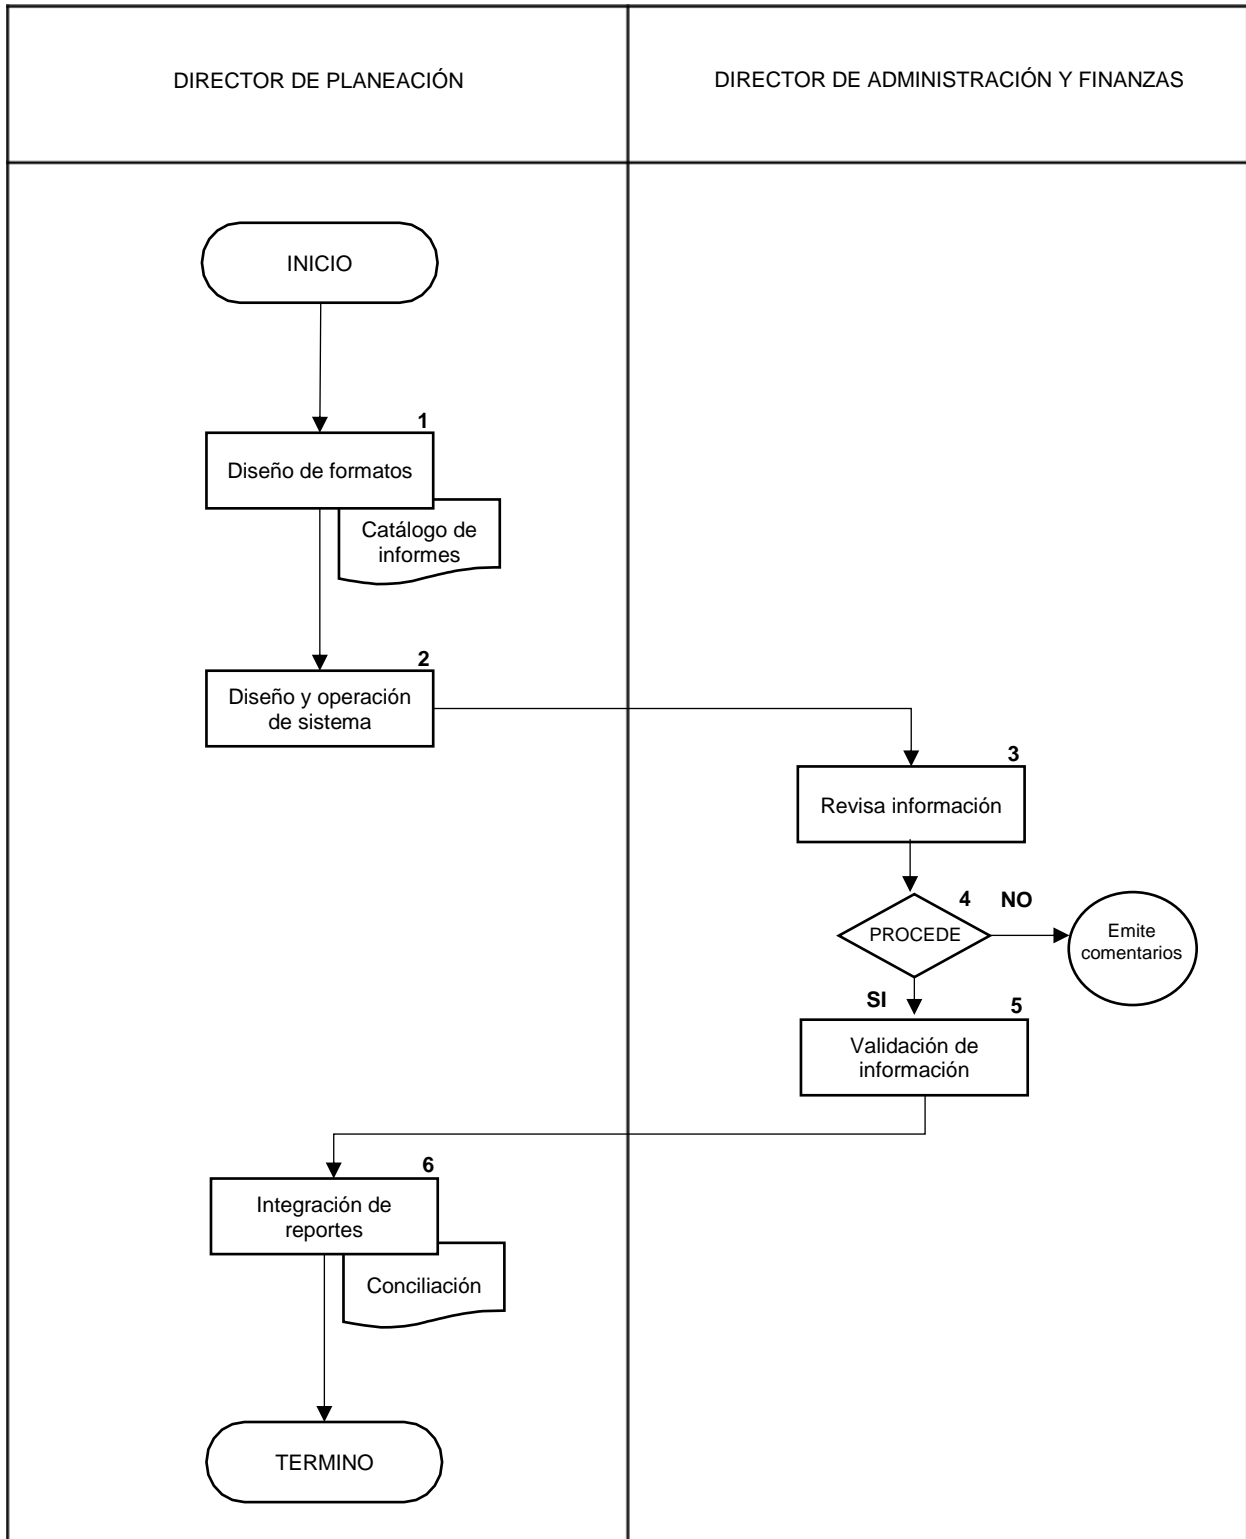 DIRECTOR DE PLANEACIÓN
DIRECTOR DE ADMINISTRACIÓN Y FINANZAS
INICIO
1
Diseño de formatos
Catálogo de
informes
2
Diseño y operación
de sistema
3
Revisa información
4
NO
PROCEDE
Emite
comentarios
SI
5
Validación de
información
6
Integración de
reportes
Conciliación
TERMINO